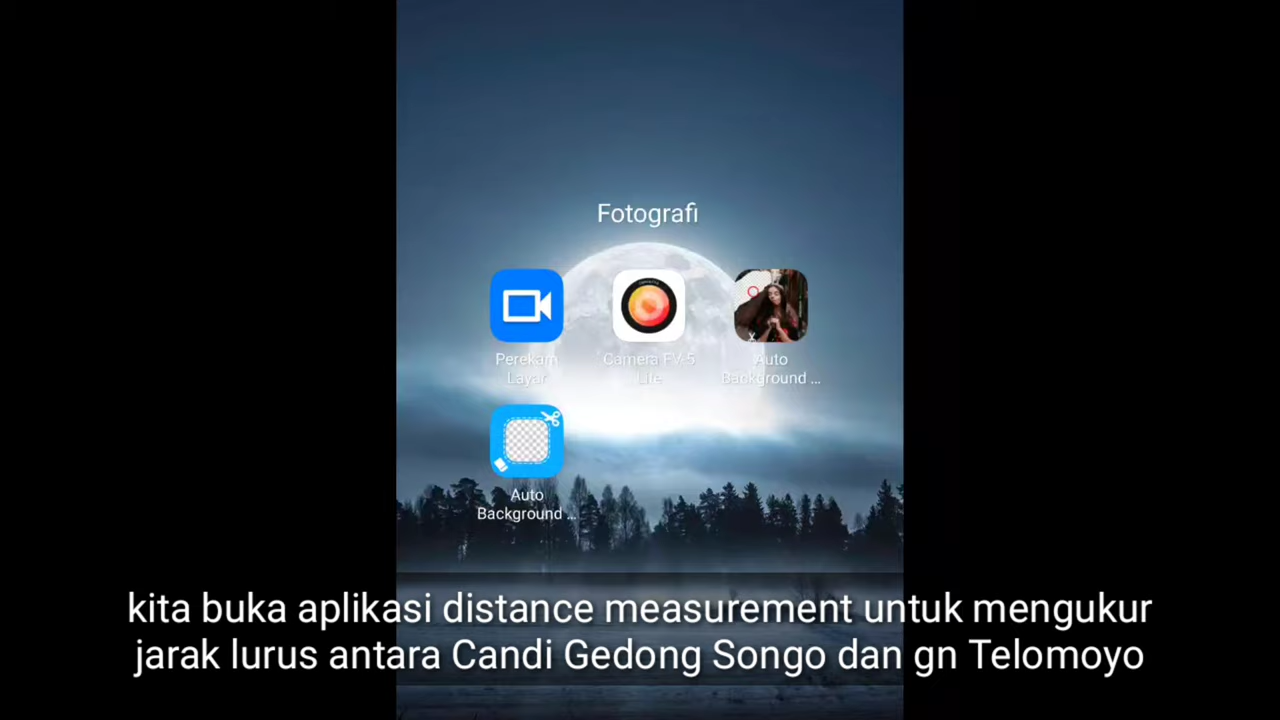 Fotografi
Perekam
Layar
Camera FV-5
Lite
Auto
Background ...
Auto
Background ...
kita buka aplikasi distance measurement untuk mengukur
jarak lurus antara Candi Gedong Songo dan gn Telomoyo